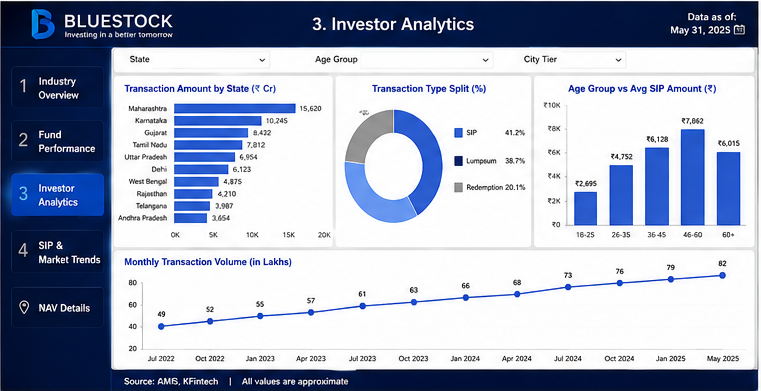 BLUESTOCK
Investing in a better tomorrow
3. Investor Analytics
Data as of:
May 31, 2025
1 Industry
Overview
2 Fund
Performance
3 Investor
Analytics
4 SIP &
Market Trends
NAV Details
State
Age Group
City Tier
Transaction Amount by State (₹ Cr)
Maharashtra 15,620
Karnataka 10,245
Gujarat 8,432
Tamil Nadu 7,812
Uttar Pradesh 6,954
Delhi 6,123
West Bengal 4,875
Rajasthan 4,210
Telangana 3,987
Andhra Pradesh 3,654
0K 5K 10K 15K 20K
Transaction Type Split (%)
SIP 41.2%
Lumpsum 38.7%
Redemption 20.1%
Age Group vs Avg SIP Amount (₹)
₹10K
₹8K
₹6K
₹4K
₹2K
₹0
₹2,695
₹4,752
₹6,128
₹7,862
₹6,015
18-25 26-35 36-45 46-60 60+
Monthly Transaction Volume (in Lakhs)
80
60
40
20
49 52 55 57 61 63 66 68 73 76 79 82
Jul 2022 Oct 2022 Jan 2023 Apr 2023 Jul 2023 Oct 2023 Jan 2024 Apr 2024 Jul 2024 Oct 2024 Jan 2025 May 2025
Source: AMIS, KFintech | All values are approximate